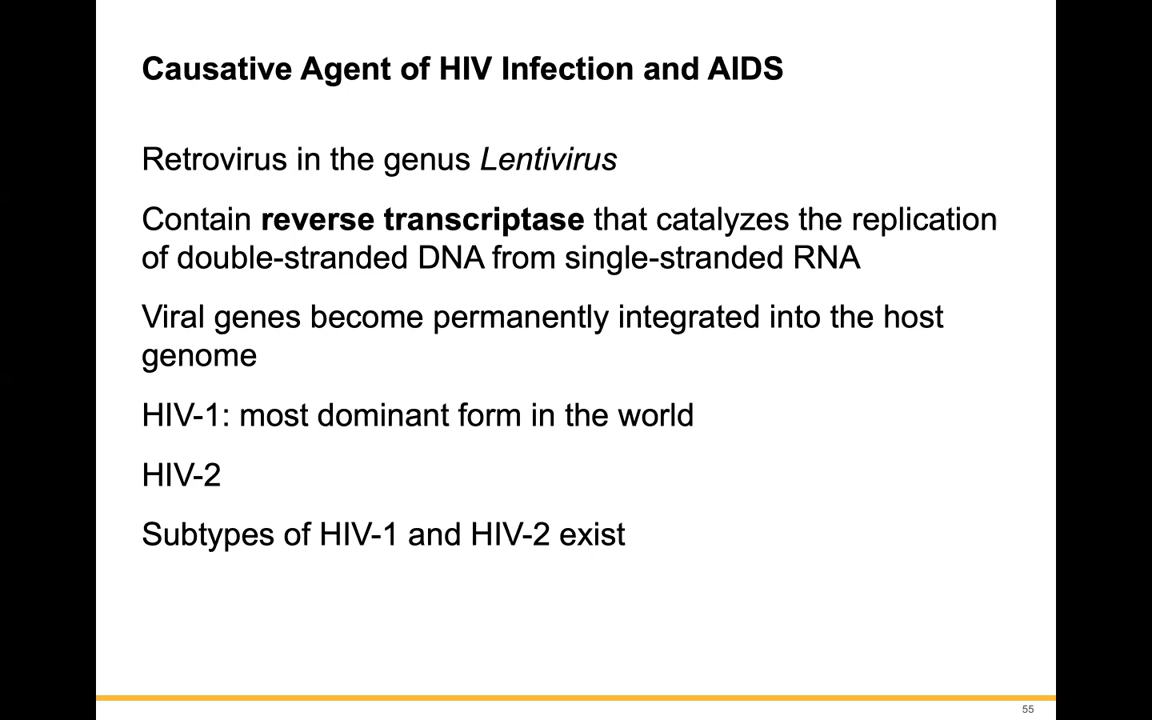 Causative Agent of HIV Infection and AIDS
Retrovirus in the genus Lentivirus
Contain reverse transcriptase that catalyzes the replication
of double-stranded DNA from single-stranded RNA
Viral genes become permanently integrated into the host
genome
HIV-1: most dominant form in the world
HIV-2
Subtypes of HIV-1 and HIV-2 exist
55